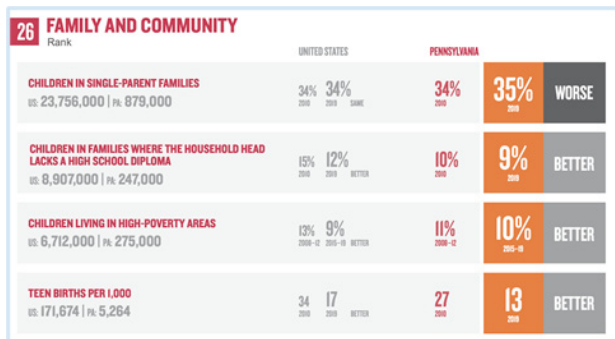 26 FAMILY AND COMMUNITY
Rank
UNITED STATES PENNSYLVANIA
CHILDREN IN SINGLE-PARENT FAMILIES
US: 23,756,000 | PA: 879,000
34% 34% 34% 35% WORSE
2010 2019 SAME 2010 2019
CHILDREN IN FAMILIES WHERE THE HOUSEHOLD HEAD
LACKS A HIGH SCHOOL DIPLOMA
US: 8,907,000 | PA: 247,000
15% 12% 10% 9% BETTER
2010 2019 BETTER 2010 2019
CHILDREN LIVING IN HIGH-POVERTY AREAS
US: 6,712,000 | PA: 275,000
13% 9% 11% 10% BETTER
2008-12 2015-19 BETTER 2008-12 2015-19
TEEN BIRTHS PER 1,000
US: 171,674 | PA: 5,264
34 17 27 13 BETTER
2010 2019 BETTER 2010 2019